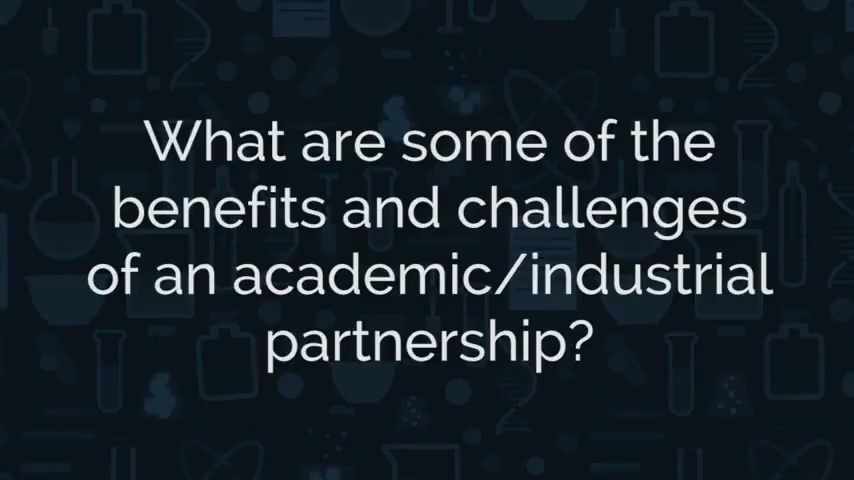 What are some of the
benefits and challenges
of an academic/industrial
partnership?